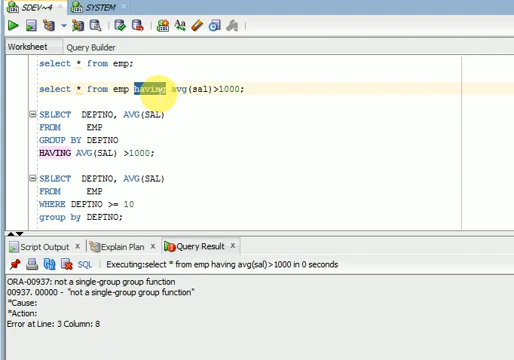 SDEV~4 SYSTEM
Worksheet Query Builder
select * from emp;
select * from emp having avg(sal)>1000;
SELECT DEPTNO, AVG(SAL)
FROM EMP
GROUP BY DEPTNO
HAVING AVG(SAL) >1000;
SELECT DEPTNO, AVG(SAL)
FROM EMP
WHERE DEPTNO >= 10
group by DEPTNO;
Script Output x Explan Plan x Query Result x
SQL Executing:select * from emp having avg(sal)>1000 in 0 seconds
ORA-00937: not a single-group group function
00937. 00000 - "not a single-group group function"
*Cause:
*Action:
Error at Line: 3 Column: 8